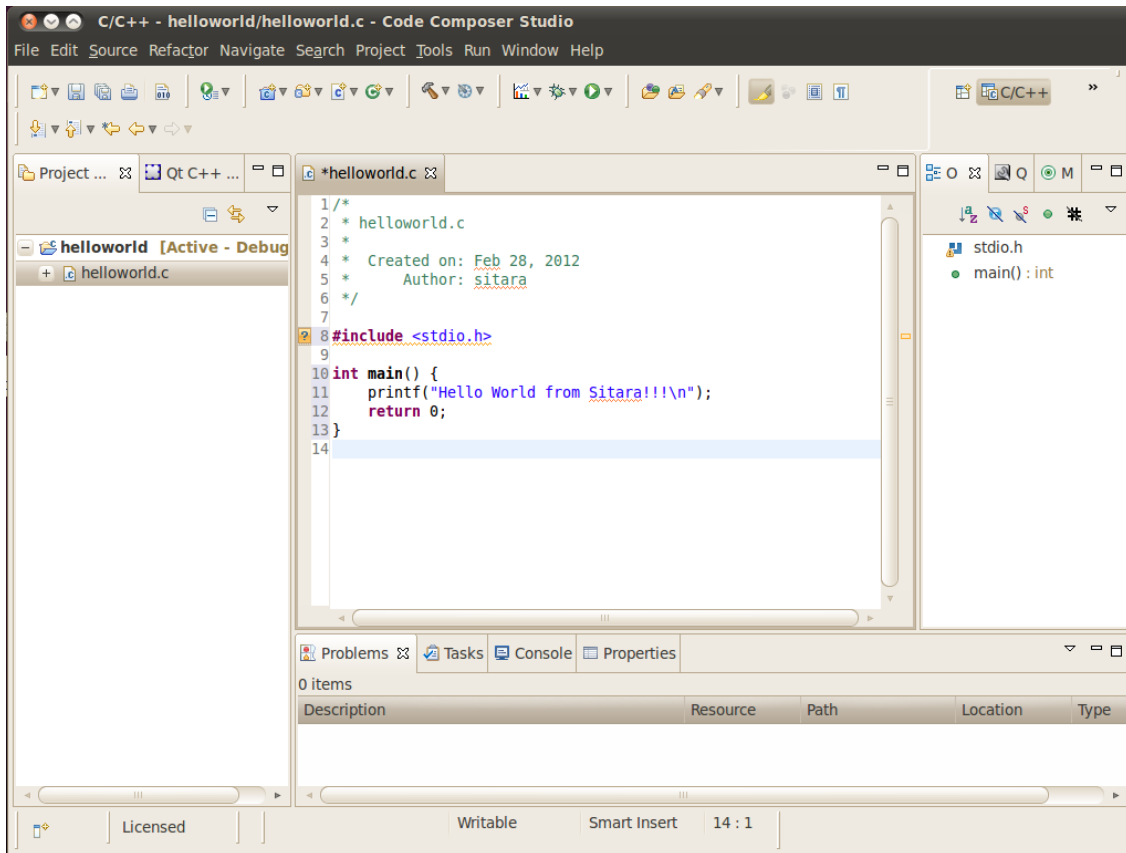 C/C++ - helloworld/helloworld.c - Code Composer Studio
File Edit Source Refactor Navigate Search Project Tools Run Window Help
010
C/C++ »
Project ... Qt C++ ...
*helloworld.c
O Q M
helloworld [Active - Debug
helloworld.c
1 /*
2  * helloworld.c
3  *
4  *  Created on: Feb 28, 2012
5  *      Author: sitara
6  */
7
8 #include <stdio.h>
9
10 int main() {
11     printf("Hello World from Sitara!!!\n");
12     return 0;
13 }
14
stdio.h
main() : int
Problems Tasks Console Properties
0 items
Description Resource Path Location Type
Licensed Writable Smart Insert 14 : 1